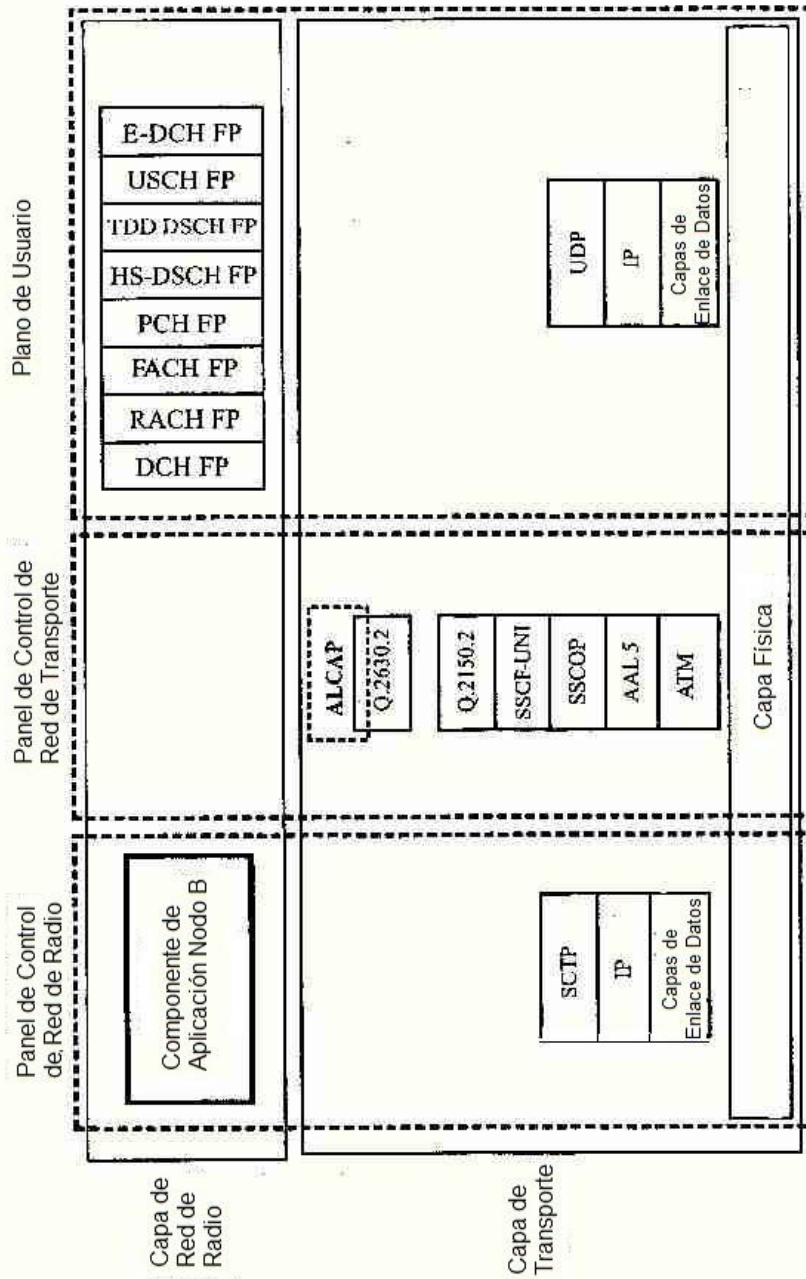 Panel de Control
de Red de Radio
Panel de Control de
Red de Transporte
Plano de Usuario
Capa de
Red de
Radio
Componente de
Aplicación Nodo B
DCH FP
RACH FP
FACH FP
PCH FP
HS-DSCH FP
TDD DSCH FP
USCH FP
E-DCH FP
Capa de
Transporte
ALCAP
Q.2630.2
Q.2150.2
SSCF-UNI
SSCOP
AAL 5
ATM
SCTP
IP
Capas de
Enlace de Datos
UDP
IP
Capas de
Enlace de Datos
Capa Física